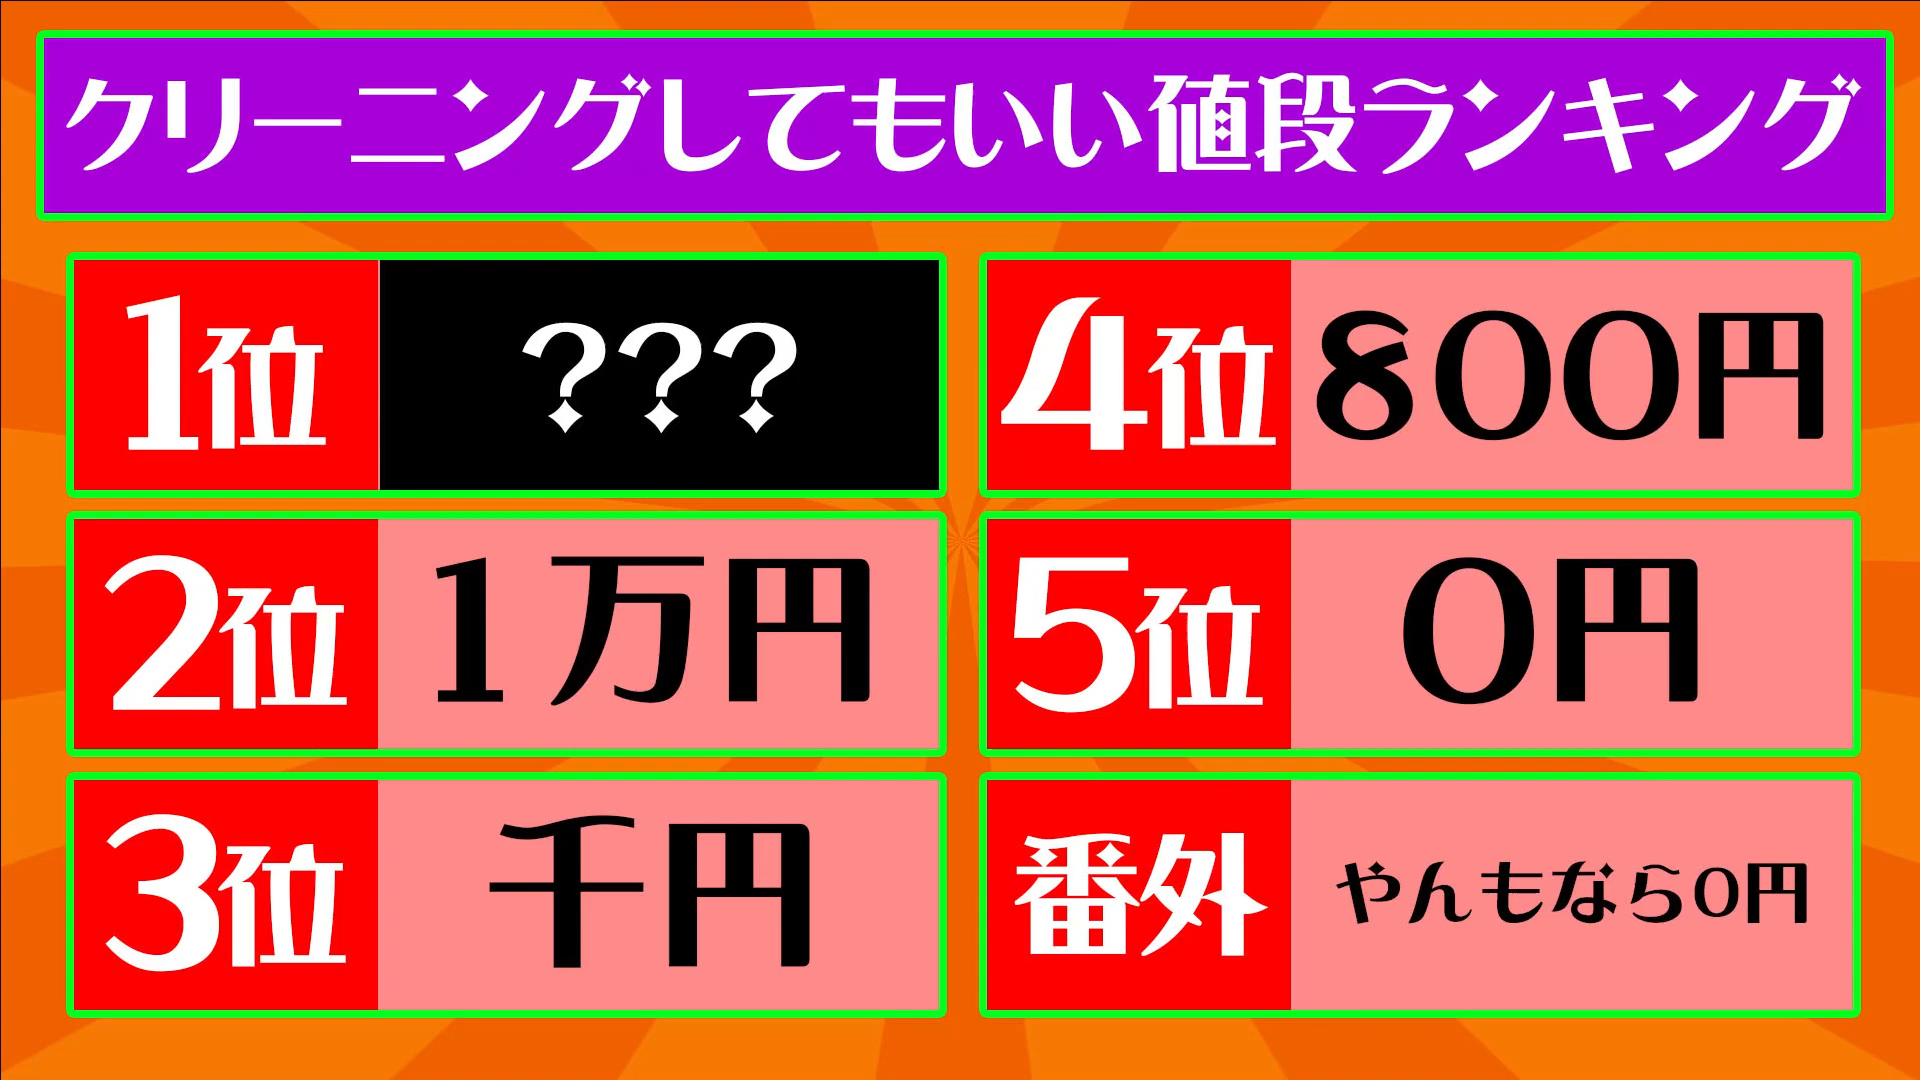 クリーニングしてもいい値段ランキング
1位 ???
2位 1万円
3位 千円
4位 800円
5位 0円
番外 やんもなら0円